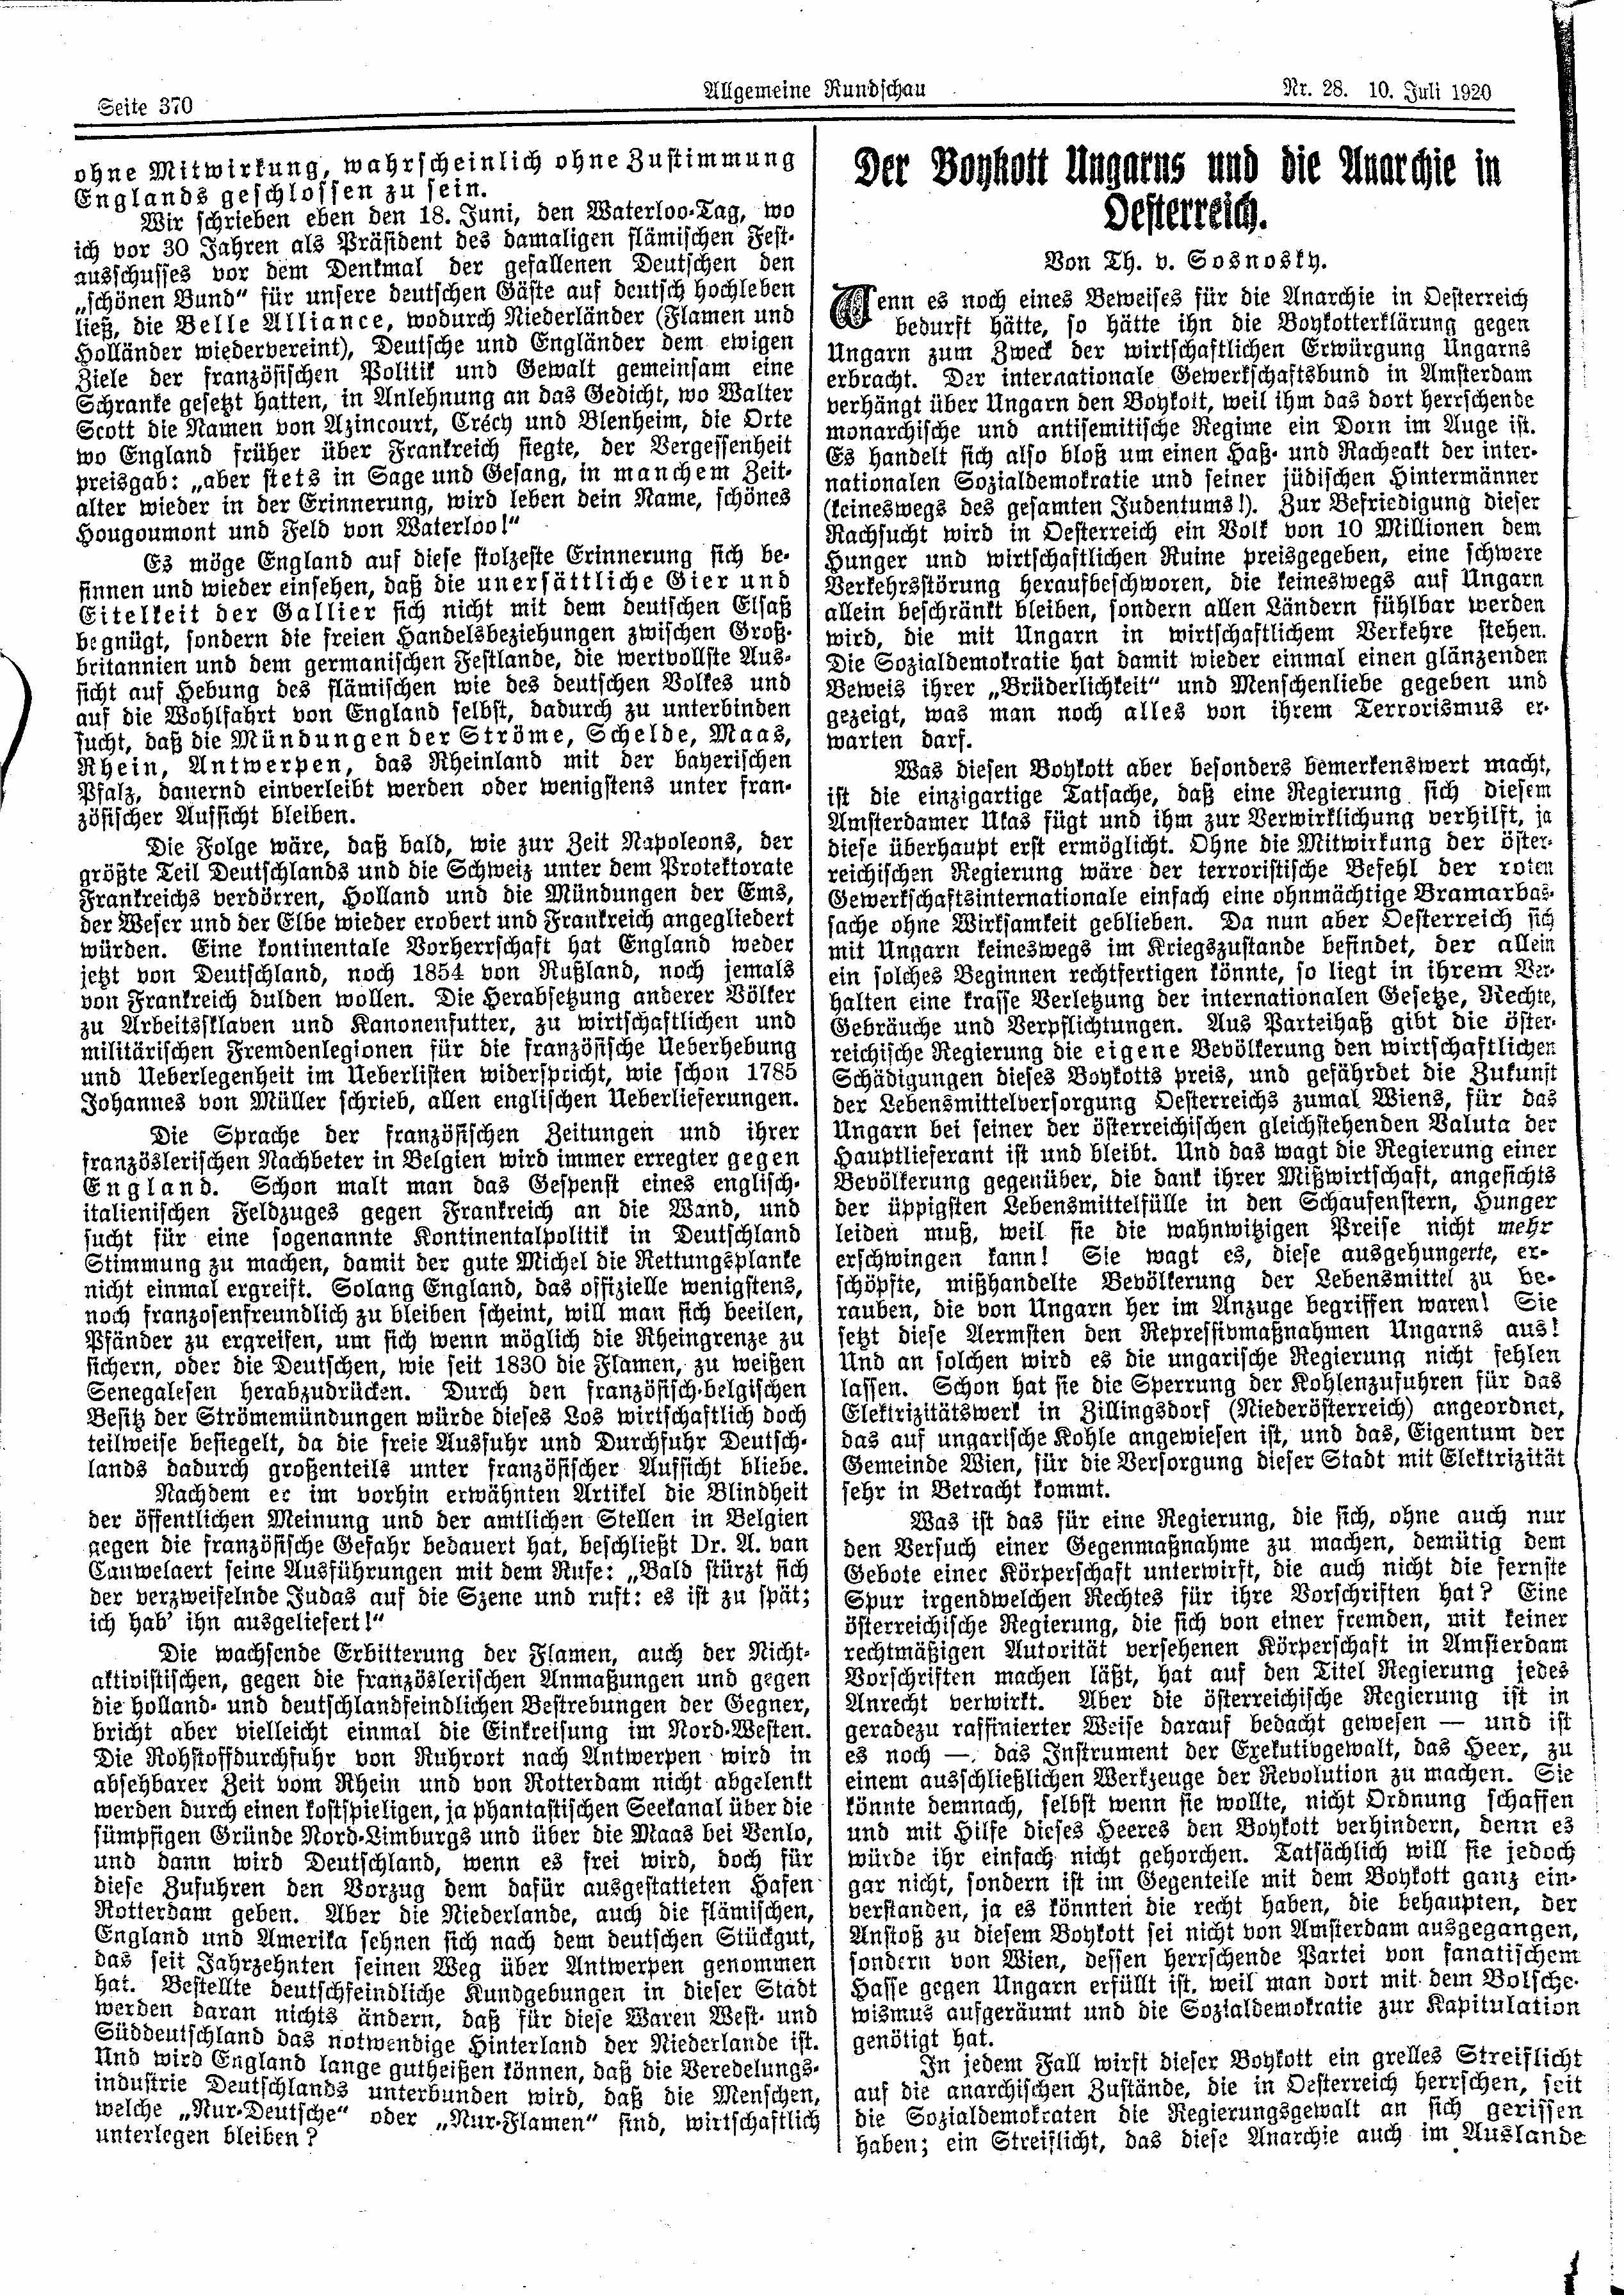 Seite 370
Allgemeine Rundschau
Nr. 28. 10. Juli 1920
ohne Mitwirkung, wahrscheinlich ohne Zustimmung
Englands geschlossen zu sein.
Wir schrieben eben den 18. Juni, den Waterloo-Tag, wo
ich vor 30 Jahren als Präsident des damaligen flämischen Fest-
ausschusses vor dem Denkmal der gefallenen Deutschen den
„schönen Bund“ für unsere deutschen Gäste auf deutsch hochleben
ließ, die Belle Alliance, wodurch Niederländer (Flamen und
Holländer wiedervereint), Deutsche und Engländer dem ewigen
Ziele der französischen Politik und Gewalt gemeinsam eine
Schranke gesetzt hatten, in Anlehnung an das Gedicht, wo Walter
Scott die Namen von Azincourt, Crécy und Blenheim, die Orte
wo England früher über Frankreich siegte, der Vergessenheit
preisgab: „aber stets in Sage und Gesang, in manchem Zeit-
alter wieder in der Erinnerung, wird leben dein Name, schönes
Hougoumont und Feld von Waterloo!“
Es möge England auf diese stolzeste Erinnerung sich be-
sinnen und wieder einsehen, daß die unersättliche Gier und
Eitelkeit der Gallier sich nicht mit dem deutschen Elsaß
begnügt, sondern die freien Handelsbeziehungen zwischen Groß-
britannien und dem germanischen Festlande, die wertvollste Aus-
sicht auf Hebung des flämischen wie des deutschen Volkes und
auf die Wohlfahrt von England selbst, dadurch zu unterbinden
sucht, daß die Mündungen der Ströme, Schelde, Maas,
Rhein, Antwerpen, das Rheinland mit der bayerischen
Pfalz, dauernd einverleibt werden oder wenigstens unter fran-
zösischer Aufsicht bleiben.
Die Folge wäre, daß bald, wie zur Zeit Napoleons, der
größte Teil Deutschlands und die Schweiz unter dem Protektorate
Frankreichs verdörren, Holland und die Mündungen der Ems,
der Weser und der Elbe wieder erobert und Frankreich angegliedert
würden. Eine kontinentale Vorherrschaft hat England weder
jetzt von Deutschland, noch 1854 von Rußland, noch jemals
von Frankreich dulden wollen. Die Herabsetzung anderer Völker
zu Arbeitssklaven und Kanonenfutter, zu wirtschaftlichen und
militärischen Fremdenlegionen für die französische Ueberhebung
und Ueberlegenheit im Ueberlisten widerspricht, wie schon 1785
Johannes von Müller schrieb, allen englischen Ueberlieferungen.
Die Sprache der französischen Zeitungen und ihrer
französlerischen Nachbeter in Belgien wird immer erregter gegen
England. Schon malt man das Gespenst eines englisch-
italienischen Feldzuges gegen Frankreich an die Wand, und
sucht für eine sogenannte Kontinentalpolitik in Deutschland
Stimmung zu machen, damit der gute Michel die Rettungsplanke
nicht einmal ergreift. Solang England, das offizielle wenigstens,
noch franzosenfreundlich zu bleiben scheint, will man sich beeilen,
Pfänder zu ergreifen, um sich wenn möglich die Rheingrenze zu
sichern, oder die Deutschen, wie seit 1830 die Flamen, zu weißen
Senegalesen herabzudrücken. Durch den französisch-belgischen
Besitz der Strömemündungen würde dieses Los wirtschaftlich doch
teilweise besiegelt, da die freie Ausfuhr und Durchfuhr Deutsch-
lands dadurch großenteils unter französischer Aufsicht bliebe.
Nachdem er im vorhin erwähnten Artikel die Blindheit
der öffentlichen Meinung und der amtlichen Stellen in Belgien
gegen die französische Gefahr bedauert hat, beschließt Dr. A. van
Cauwelaert seine Ausführungen mit dem Rufe: „Bald stürzt sich
der verzweifelnde Judas auf die Szene und ruft: es ist zu spät;
ich hab' ihn ausgeliefert!“
Die wachsende Erbitterung der Flamen, auch der Nicht-
aktivistischen, gegen die französlerischen Anmaßungen und gegen
die holland- und deutschlandfeindlichen Bestrebungen der Gegner,
bricht aber vielleicht einmal die Einkreisung im Nord-Westen.
Die Rohstoffdurchfuhr von Ruhrort nach Antwerpen wird in
absehbarer Zeit vom Rhein und von Rotterdam nicht abgelenkt
werden durch einen kostspieligen, ja phantastischen Seekanal über die
sümpfigen Gründe Nord-Limburgs und über die Maas bei Venlo,
und dann wird Deutschland, wenn es frei wird, doch für
diese Zufuhren den Vorzug dem dafür ausgestatteten Hafen
Rotterdam geben. Aber die Niederlande, auch die flämischen,
England und Amerika sehnen sich nach dem deutschen Stückgut,
das seit Jahrzehnten seinen Weg über Antwerpen genommen
hat. Bestellte deutschfeindliche Kundgebungen in dieser Stadt
werden daran nichts ändern, daß für diese Waren West- und
Süddeutschland das notwendige Hinterland der Niederlande ist.
Und wird England lange gutheißen können, daß die Veredelungs-
industrie Deutschlands unterbunden wird, daß die Menschen,
welche „Nur-Deutsche“ oder „Nur-Flamen“ sind, wirtschaftlich
unterlegen bleiben?
Der Boykott Ungarns und die Anarchie in
Oesterreich.
Von Th. v. Sosnosky.
Wenn es noch eines Beweises für die Anarchie in Oesterreich
bedurft hätte, so hätte ihn die Boykotterklärung gegen
Ungarn zum Zweck der wirtschaftlichen Erwürgung Ungarns
erbracht. Der internationale Gewerkschaftsbund in Amsterdam
verhängt über Ungarn den Boykott, weil ihm das dort herrschende
monarchische und antisemitische Regime ein Dorn im Auge ist.
Es handelt sich also bloß um einen Haß- und Racheakt der inter-
nationalen Sozialdemokratie und seiner jüdischen Hintermänner
(keineswegs des gesamten Judentums!). Zur Befriedigung dieser
Rachsucht wird in Oesterreich ein Volk von 10 Millionen dem
Hunger und wirtschaftlichen Ruine preisgegeben, eine schwere
Verkehrsstörung heraufbeschworen, die keineswegs auf Ungarn
allein beschränkt bleiben, sondern allen Ländern fühlbar werden
wird, die mit Ungarn in wirtschaftlichem Verkehre stehen.
Die Sozialdemokratie hat damit wieder einmal einen glänzenden
Beweis ihrer „Brüderlichkeit“ und Menschenliebe gegeben und
gezeigt, was man noch alles von ihrem Terrorismus er-
warten darf.
Was diesen Boykott aber besonders bemerkenswert macht,
ist die einzigartige Tatsache, daß eine Regierung sich diesem
Amsterdamer Ukas fügt und ihm zur Verwirklichung verhilft, ja
diese überhaupt erst ermöglicht. Ohne die Mitwirkung der öster-
reichischen Regierung wäre der terroristische Befehl der roten
Gewerkschaftsinternationale einfach eine ohnmächtige Bramarbas-
sache ohne Wirksamkeit geblieben. Da nun aber Oesterreich sich
mit Ungarn keineswegs im Kriegszustande befindet, der allein
ein solches Beginnen rechtfertigen könnte, so liegt in ihrem Ver-
halten eine krasse Verletzung der internationalen Gesetze, Rechte,
Gebräuche und Verpflichtungen. Aus Parteihaß gibt die öster-
reichische Regierung die eigene Bevölkerung den wirtschaftlichen
Schädigungen dieses Boykotts preis, und gefährdet die Zukunft
der Lebensmittelversorgung Oesterreichs zumal Wiens, für das
Ungarn bei seiner der österreichischen gleichstehenden Valuta der
Hauptlieferant ist und bleibt. Und das wagt die Regierung einer
Bevölkerung gegenüber, die dank ihrer Mißwirtschaft, angesichts
der üppigsten Lebensmittelfülle in den Schaufenstern, Hunger
leiden muß, weil sie die wahnwitzigen Preise nicht mehr
erschwingen kann! Sie wagt es, diese ausgehungerte, er-
schöpfte, mißhandelte Bevölkerung der Lebensmittel zu be-
rauben, die von Ungarn her im Anzuge begriffen waren! Sie
setzt diese Aermsten den Repressivmaßnahmen Ungarns aus!
Und an solchen wird es die ungarische Regierung nicht fehlen
lassen. Schon hat sie die Sperrung der Kohlenzufuhren für das
Elektrizitätswerk in Zillingsdorf (Niederösterreich) angeordnet,
das auf ungarische Kohle angewiesen ist, und das, Eigentum der
Gemeinde Wien, für die Versorgung dieser Stadt mit Elektrizität
sehr in Betracht kommt.
Was ist das für eine Regierung, die sich, ohne auch nur
den Versuch einer Gegenmaßnahme zu machen, demütig dem
Gebote einer Körperschaft unterwirft, die auch nicht die fernste
Spur irgendwelchen Rechtes für ihre Vorschriften hat? Eine
österreichische Regierung, die sich von einer fremden, mit keiner
rechtmäßigen Autorität versehenen Körperschaft in Amsterdam
Vorschriften machen läßt, hat auf den Titel Regierung jedes
Anrecht verwirkt. Aber die österreichische Regierung ist in
geradezu raffinierter Weise darauf bedacht gewesen — und ist
es noch —, das Instrument der Exekutivgewalt, das Heer, zu
einem ausschließlichen Werkzeuge der Revolution zu machen. Sie
könnte demnach, selbst wenn sie wollte, nicht Ordnung schaffen
und mit Hilfe dieses Heeres den Boykott verhindern, denn es
würde ihr einfach nicht gehorchen. Tatsächlich will sie jedoch
gar nicht, sondern ist im Gegenteile mit dem Boykott ganz ein-
verstanden, ja es könnten die recht haben, die behaupten, der
Anstoß zu diesem Boykott sei nicht von Amsterdam ausgegangen,
sondern von Wien, dessen herrschende Partei von fanatischem
Hasse gegen Ungarn erfüllt ist, weil man dort mit dem Bolsche-
wismus aufgeräumt und die Sozialdemokratie zur Kapitulation
genötigt hat.
In jedem Fall wirft dieser Boykott ein grelles Streiflicht
auf die anarchischen Zustände, die in Oesterreich herrschen, seit
die Sozialdemokraten die Regierungsgewalt an sich gerissen
haben; ein Streiflicht, das diese Anarchie auch im Auslande